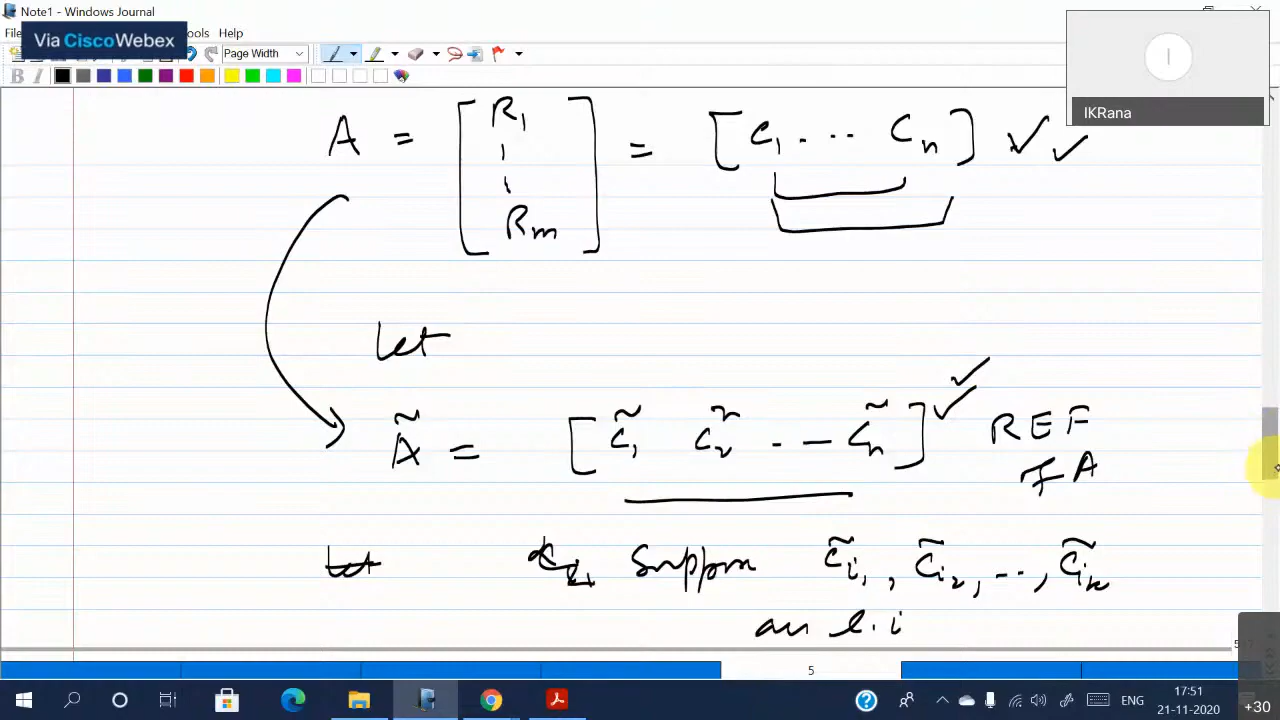 Note1 - Windows Journal
Via Cisco Webex
File
Tools Help
Page Width
B I
I
IKRana
A = [ R1 ⋮ Rm ] = [ C1 . .. Cn ] ✓ ✓
Let
Ã = [ C̃1 C̃2 . . – C̃n ] ✓✓ REF
of A
Let Suppose C̃i1, C̃i2, ..., C̃ik
are l.i
5
ENG
17:51
21-11-2020
+30